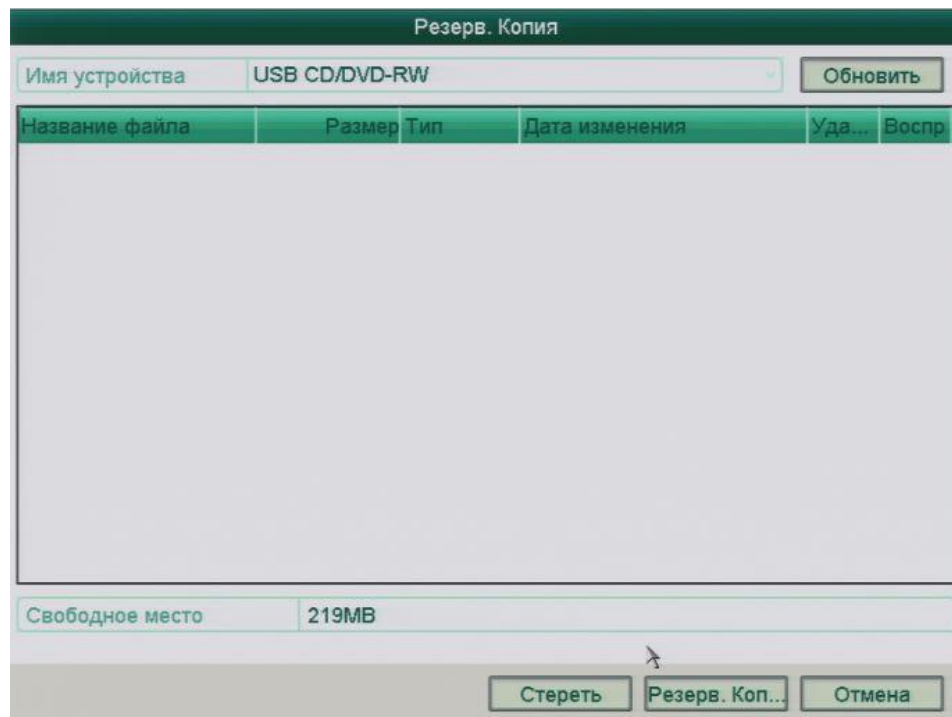 Резерв. Копия
Имя устройства USB CD/DVD-RW Обновить
Название файла Размер Тип Дата изменения Уда... Воспр
Свободное место 219MB
Стереть Резерв. Коп... Отмена